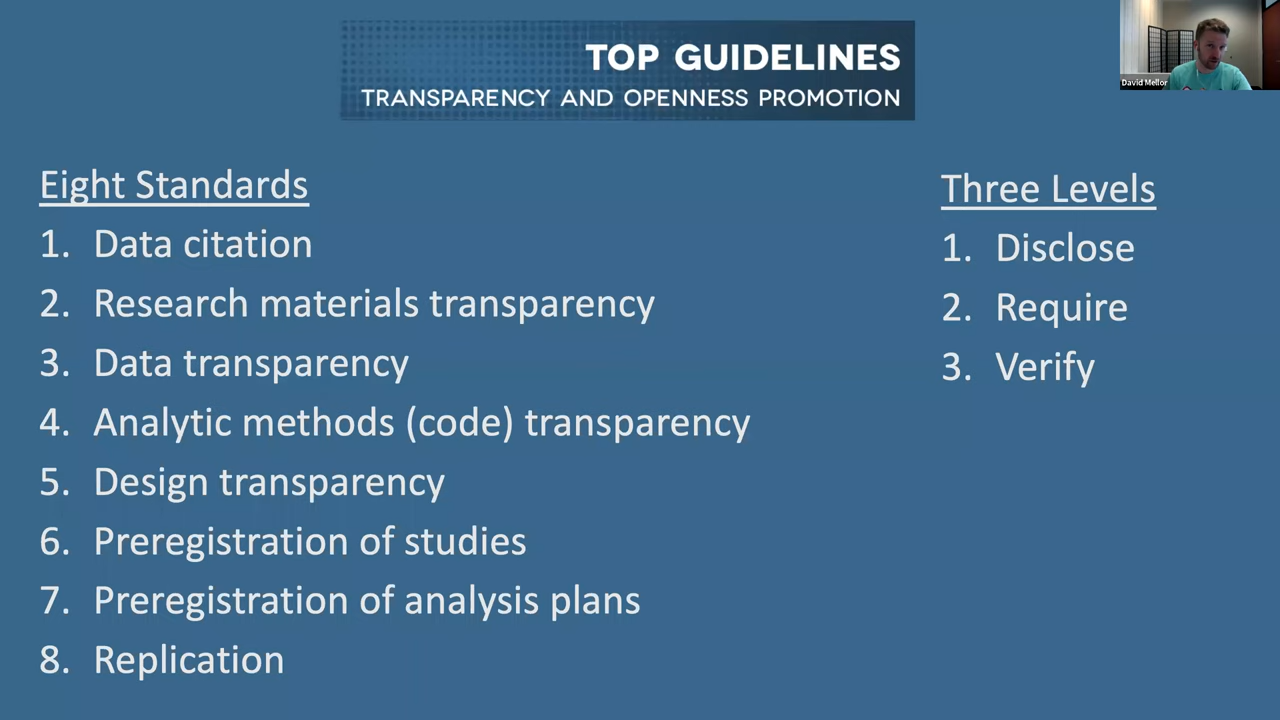 TOP GUIDELINES
TRANSPARENCY AND OPENNESS PROMOTION
David Mellor
Eight Standards
1. Data citation
2. Research materials transparency
3. Data transparency
4. Analytic methods (code) transparency
5. Design transparency
6. Preregistration of studies
7. Preregistration of analysis plans
8. Replication
Three Levels
1. Disclose
2. Require
3. Verify